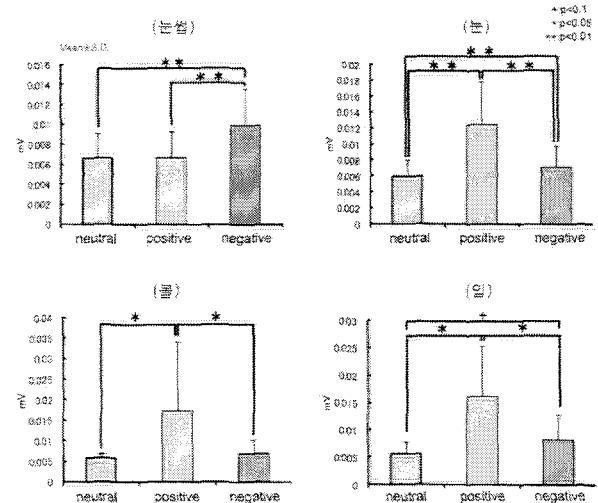 (눈썹)
Mean±S.D.
0.016
0.014
0.012
0.01
0.008
0.006
0.004
0.002
0
mV
**
**
neutral positive negative
(눈)
+:p<0.1
*:p<0.05
**:p<0.01
0.02
0.018
0.016
0.014
0.012
0.01
0.008
0.006
0.004
0.002
0
mV
**
** **
neutral positive negative
(볼)
0.04
0.035
0.03
0.025
0.02
0.015
0.01
0.005
0
mV
* *
neutral positive negative
(입)
0.03
0.025
0.02
0.015
0.01
0.005
0
mV
+
* *
neutral positive negative